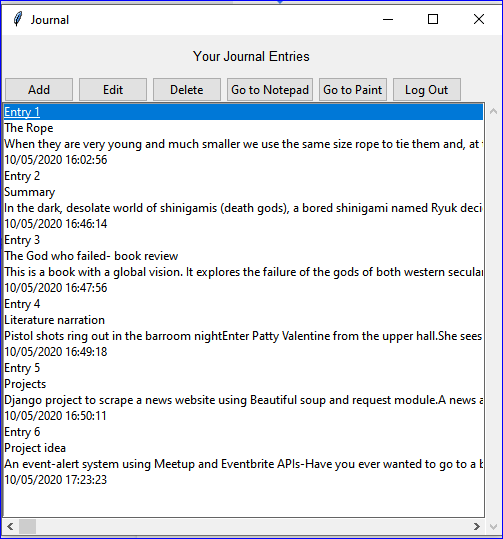 Journal
Your Journal Entries
Add Edit Delete Go to Notepad Go to Paint Log Out
Entry 1
The Rope
When they are very young and much smaller we use the same size rope to tie them and, at
10/05/2020 16:02:56
Entry 2
Summary
In the dark, desolate world of shinigamis (death gods), a bored shinigami named Ryuk deci
10/05/2020 16:46:14
Entry 3
The God who failed- book review
This is a book with a global vision. It explores the failure of the gods of both western secular
10/05/2020 16:47:56
Entry 4
Literature narration
Pistol shots ring out in the barroom nightEnter Patty Valentine from the upper hall.She sees
10/05/2020 16:49:18
Entry 5
Projects
Django project to scrape a news website using Beautiful soup and request module.A news a
10/05/2020 16:50:11
Entry 6
Project idea
An event-alert system using Meetup and Eventbrite APIs-Have you ever wanted to go to a
10/05/2020 17:23:23